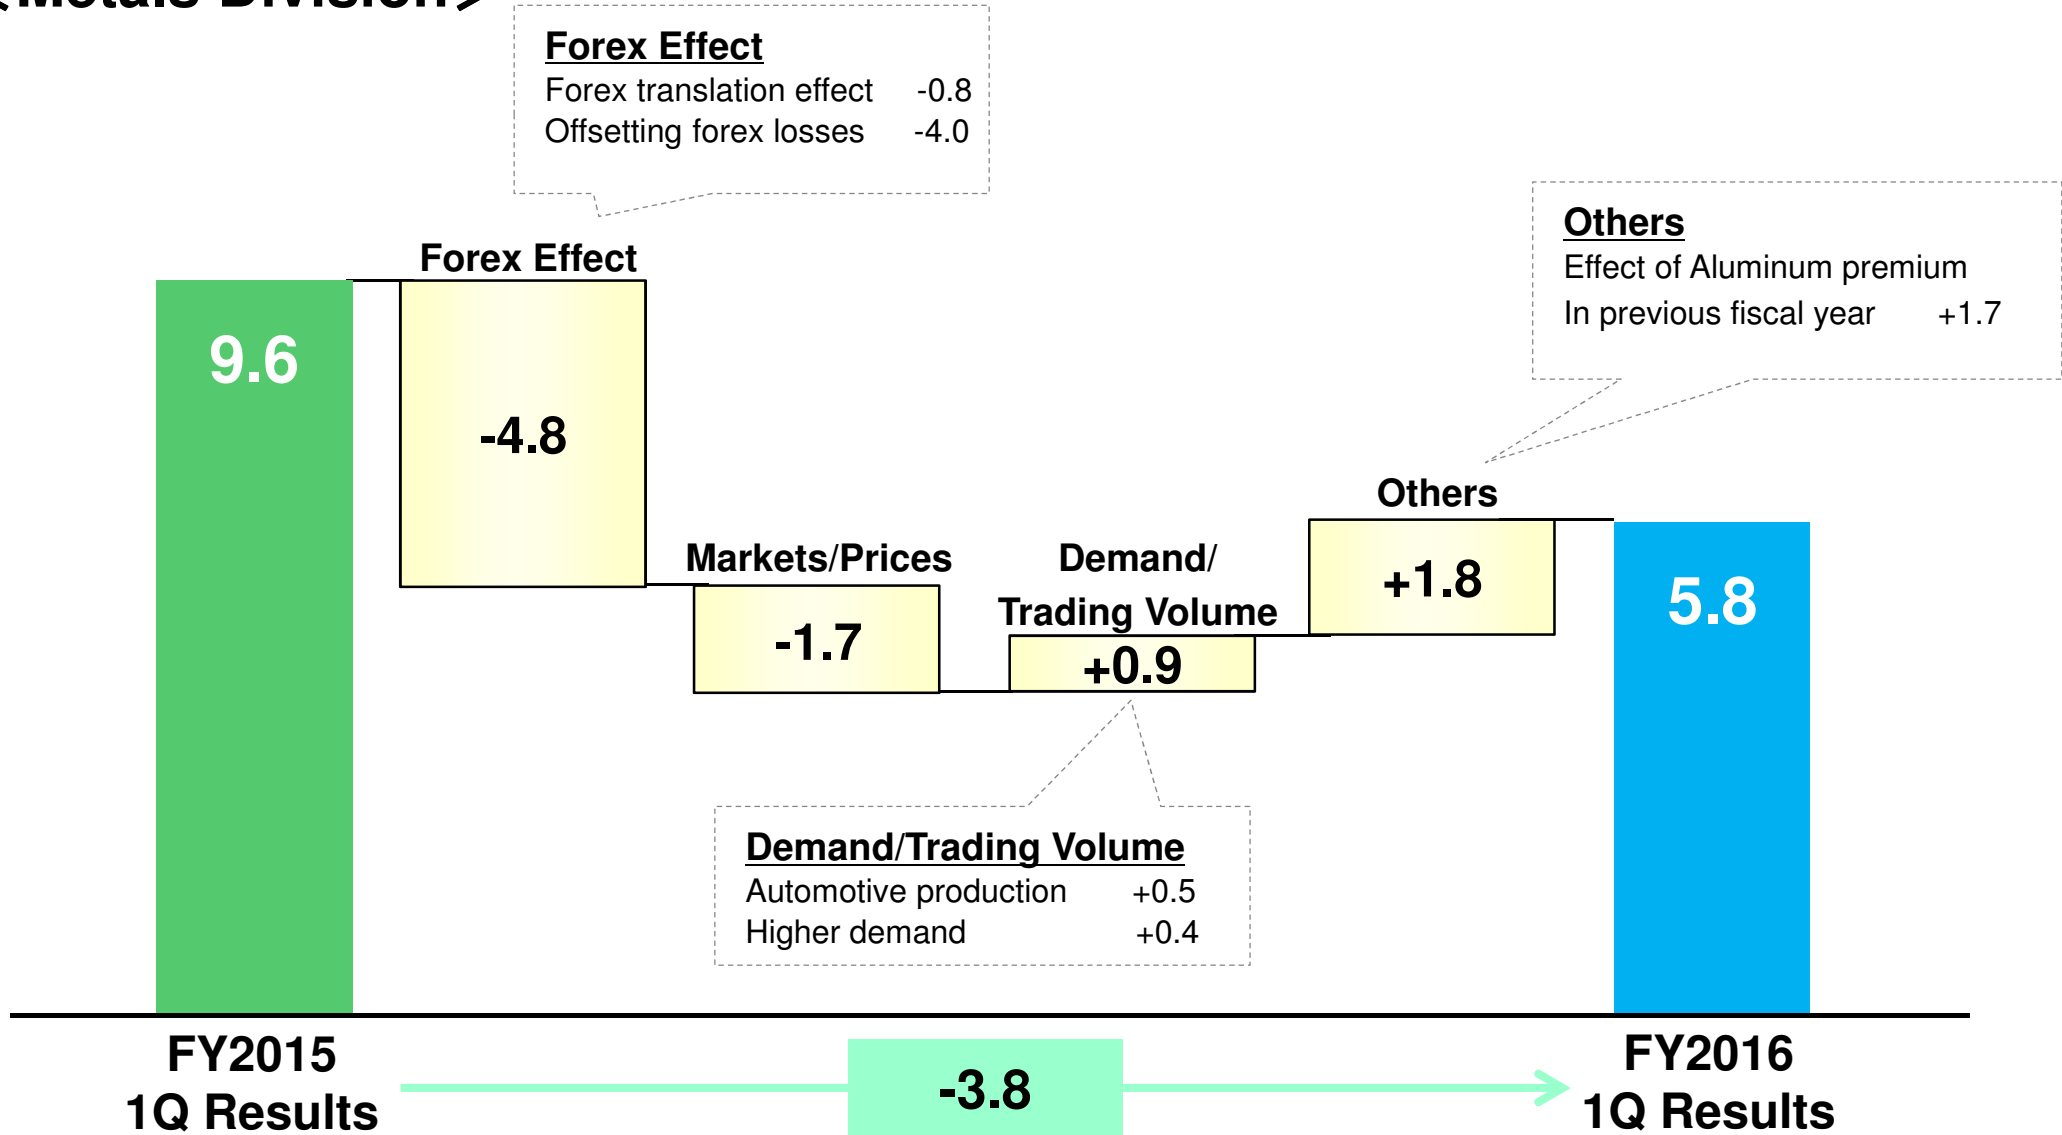 <Metals Division>
Forex Effect
Forex translation effect -0.8
Offsetting forex losses -4.0
Others
Effect of Aluminum premium
In previous fiscal year +1.7
Forex Effect
9.6
-4.8
Others
Markets/Prices
Demand/
Trading Volume
+1.8
5.8
-1.7
+0.9
Demand/Trading Volume
Automotive production +0.5
Higher demand +0.4
FY2015
1Q Results
-3.8
FY2016
1Q Results